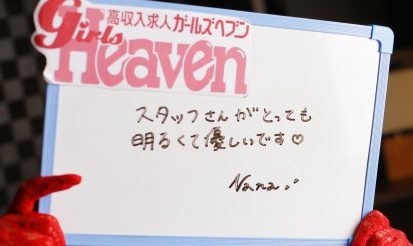 高収入求人ガールズヘブン
Girls
Heaven
スタッフさんがとっても
明るくて優しいです♡
Nana